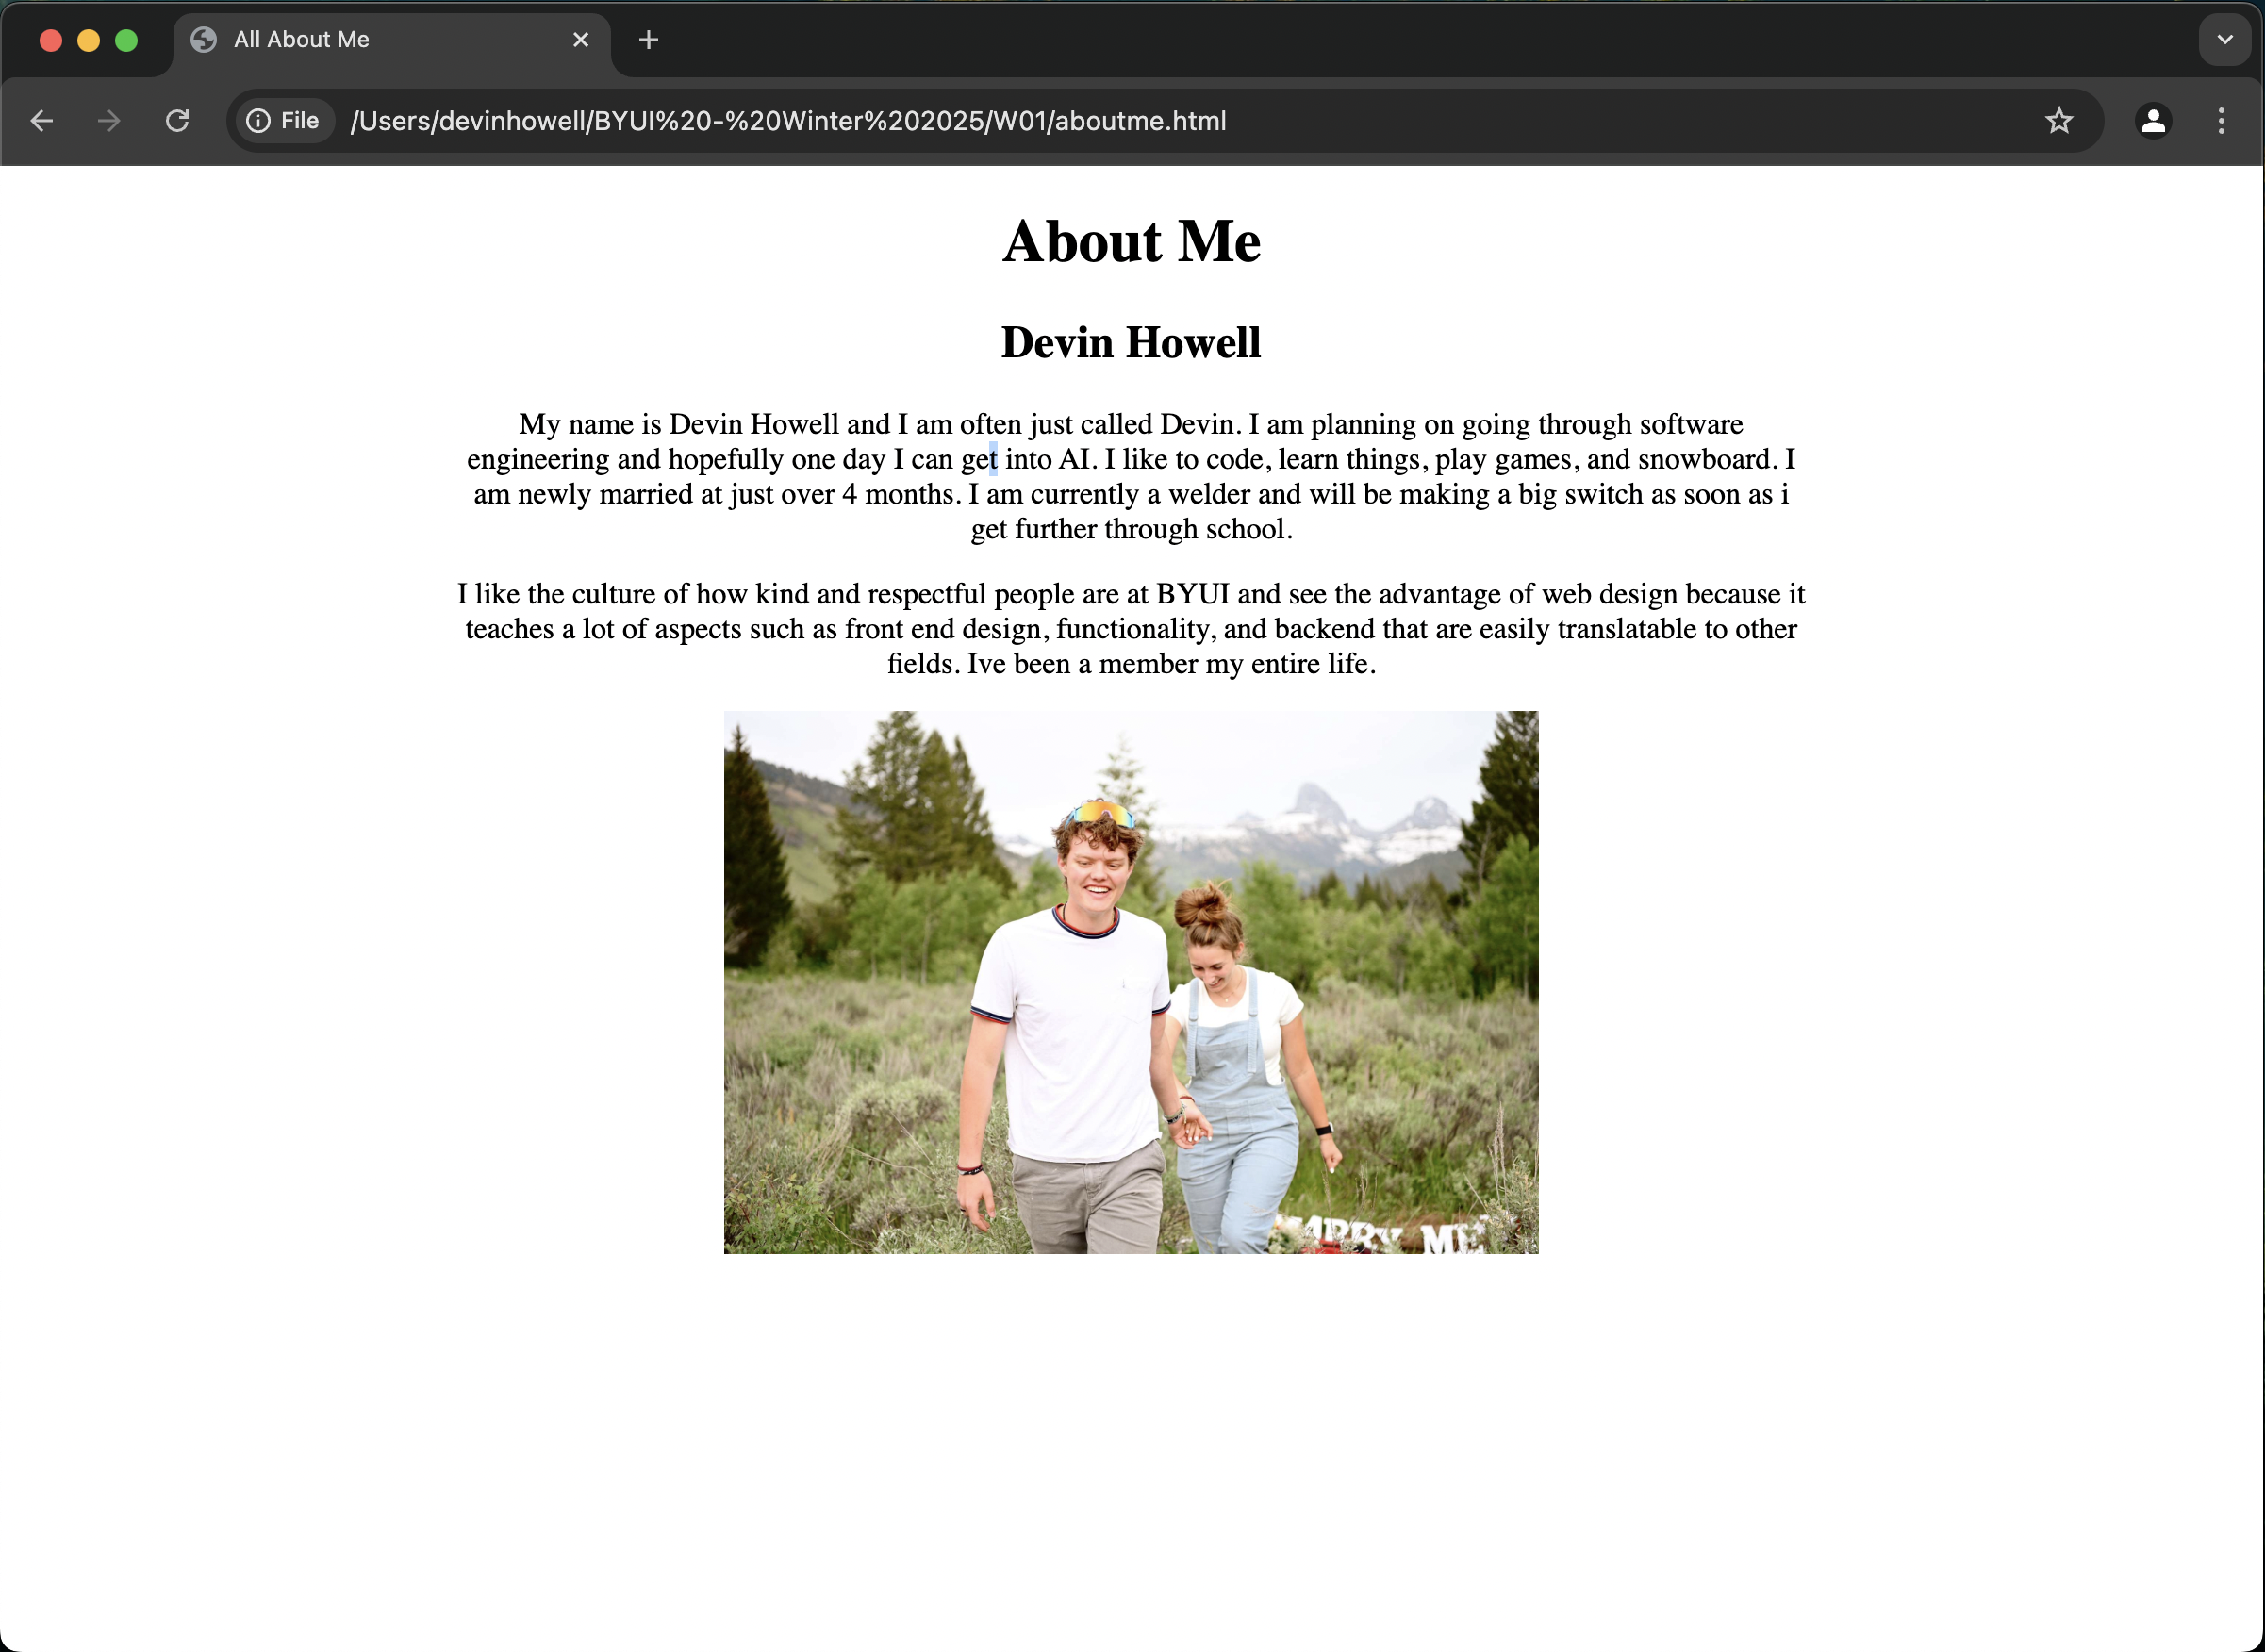 All About Me
File /Users/devinhowell/BYUI%20-%20Winter%202025/W01/aboutme.html
About Me
Devin Howell
My name is Devin Howell and I am often just called Devin. I am planning on going through software
engineering and hopefully one day I can get into AI. I like to code, learn things, play games, and snowboard. I
am newly married at just over 4 months. I am currently a welder and will be making a big switch as soon as i
get further through school.
I like the culture of how kind and respectful people are at BYUI and see the advantage of web design because it
teaches a lot of aspects such as front end design, functionality, and backend that are easily translatable to other
fields. Ive been a member my entire life.
MARRY ME